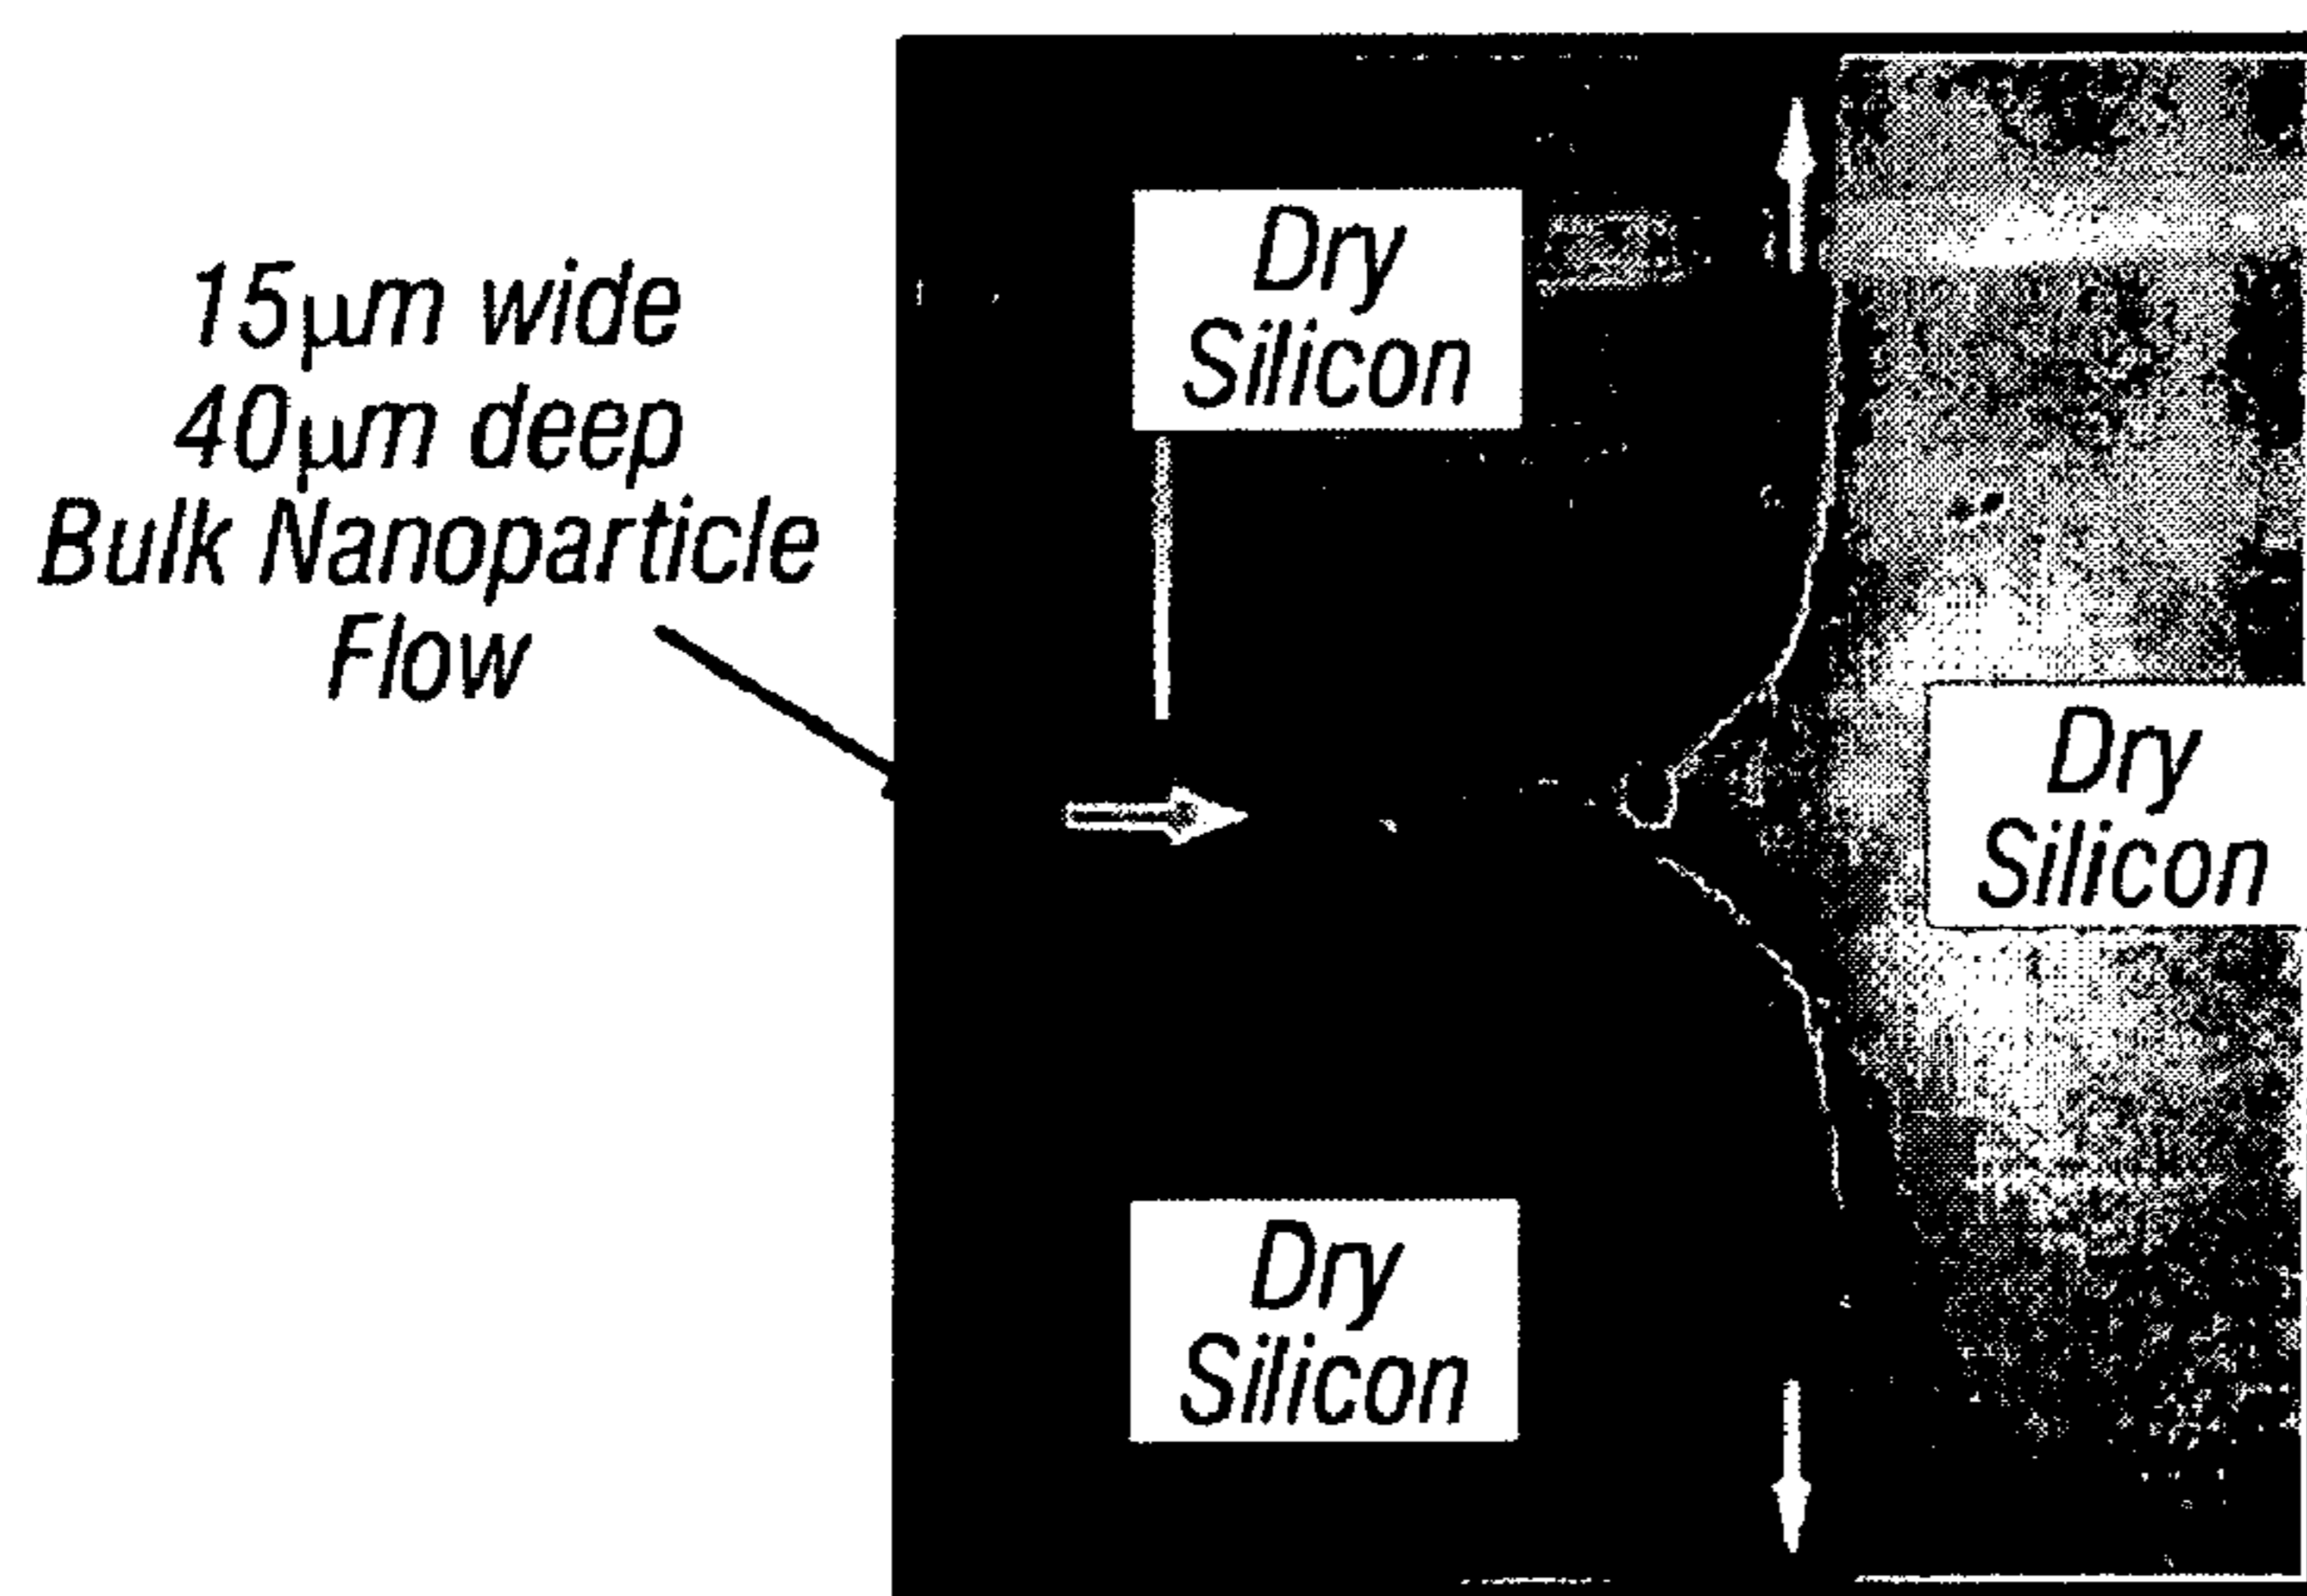 15μm wide
40μm deep
Bulk Nanoparticle
Flow
Dry
Silicon
Dry
Silicon
Dry
Silicon